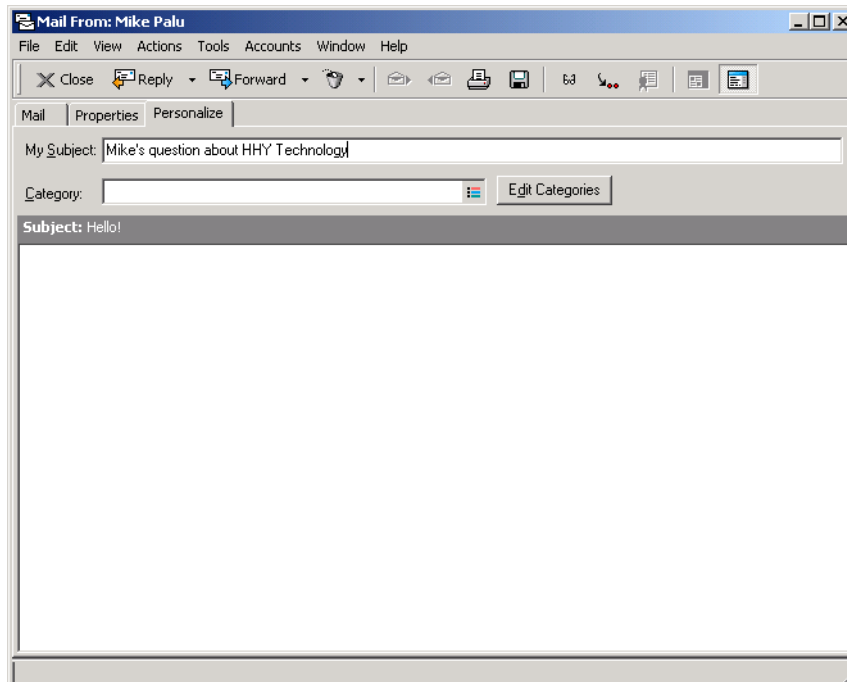 Mail From: Mike Palu
File Edit View Actions Tools Accounts Window Help
Close Reply Forward
Mail Properties Personalize
My Subject: Mike's question about HHY Technology
Category: Edit Categories
Subject: Hello!